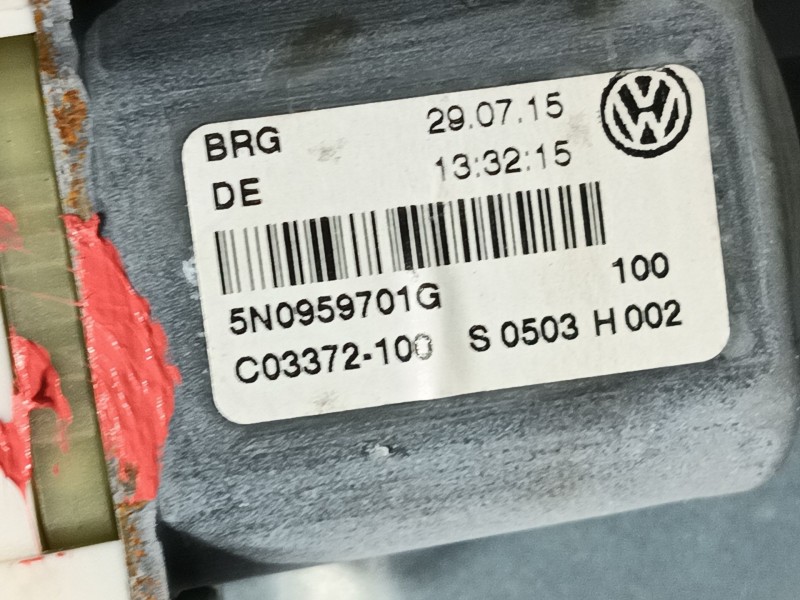 BRG 29.07.15
DE 13:32:15
5N0959701G 100
C03372-100 S 0503 H 002